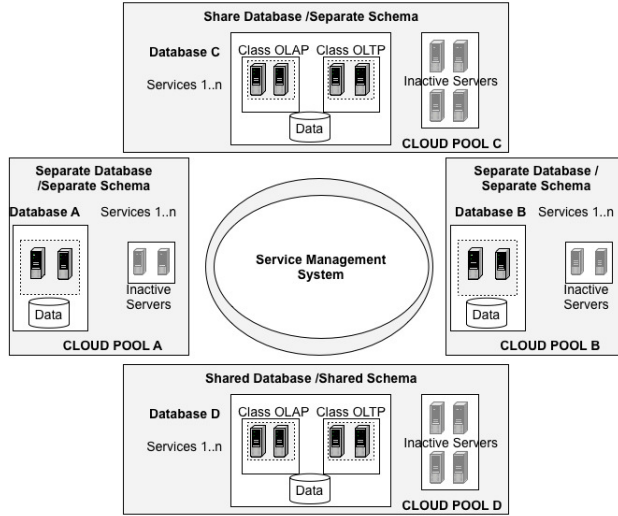 Share Database /Separate Schema
Database C
Class OLAP
Class OLTP
Services 1..n
Inactive Servers
Data
CLOUD POOL C
Separate Database
/Separate Schema
Database A
Services 1..n
Inactive
Servers
Data
CLOUD POOL A
Service Management
System
Separate Database /
Separate Schema
Database B
Services 1..n
Inactive
Servers
Data
CLOUD POOL B
Shared Database /Shared Schema
Database D
Class OLAP
Class OLTP
Services 1..n
Inactive Servers
Data
CLOUD POOL D